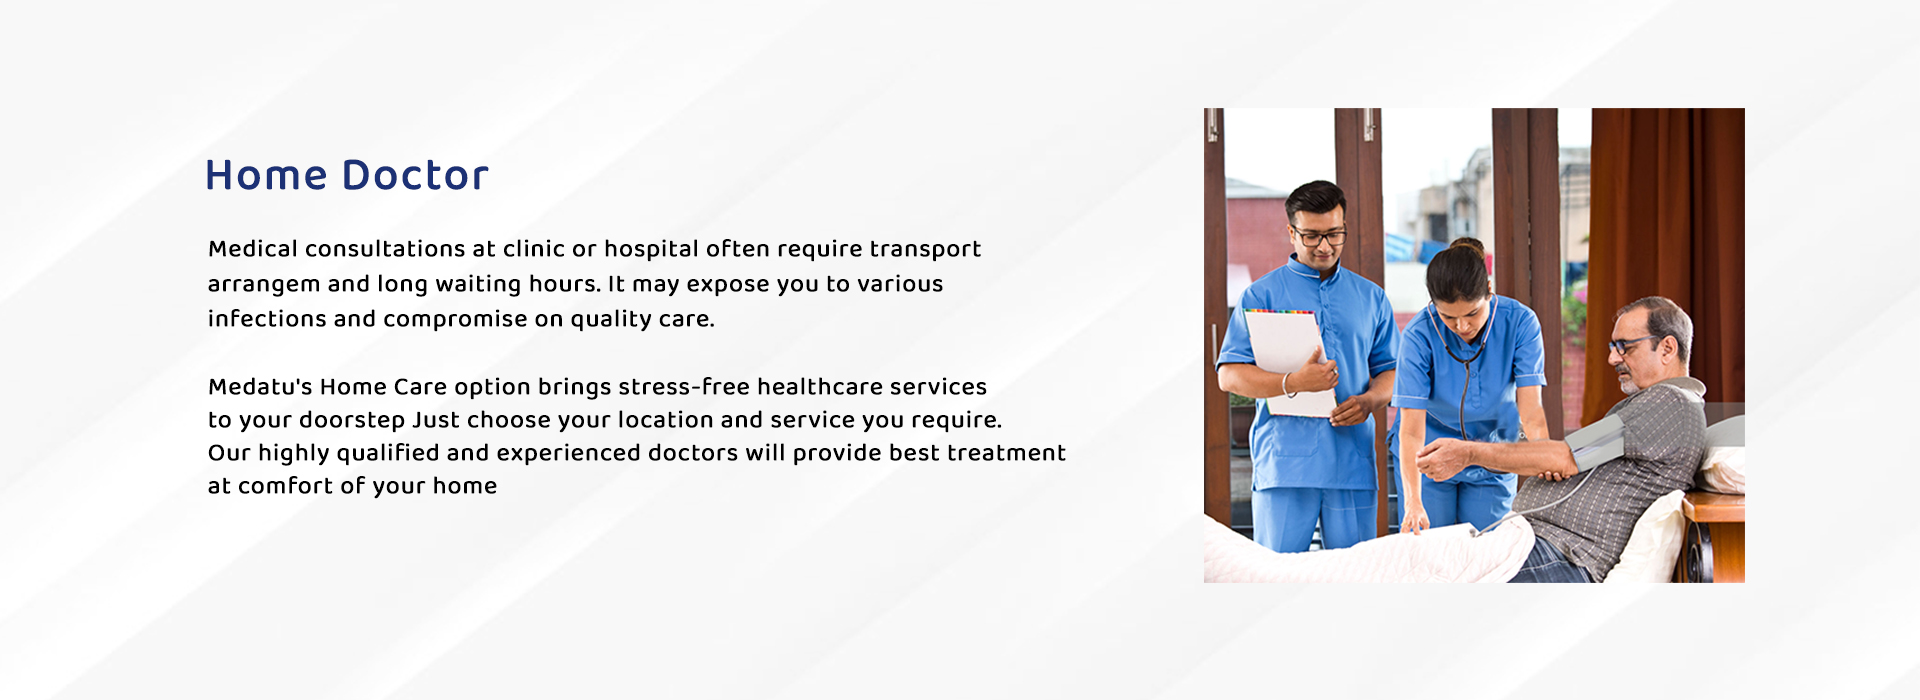 Home Doctor
Medical consultations at clinic or hospital often require transport
arrangem and long waiting hours. It may expose you to various
infections and compromise on quality care.
Medatu's Home Care option brings stress-free healthcare services
to your doorstep Just choose your location and service you require.
Our highly qualified and experienced doctors will provide best treatment
at comfort of your home